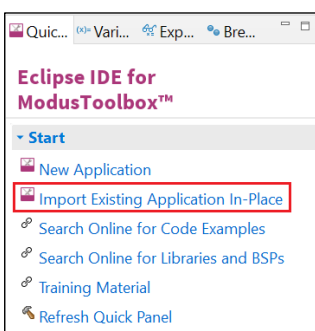 Quic... (x)= Vari... Exp... Bre...
Eclipse IDE for
ModusToolbox™
Start
New Application
Import Existing Application In-Place
Search Online for Code Examples
Search Online for Libraries and BSPs
Training Material
Refresh Quick Panel